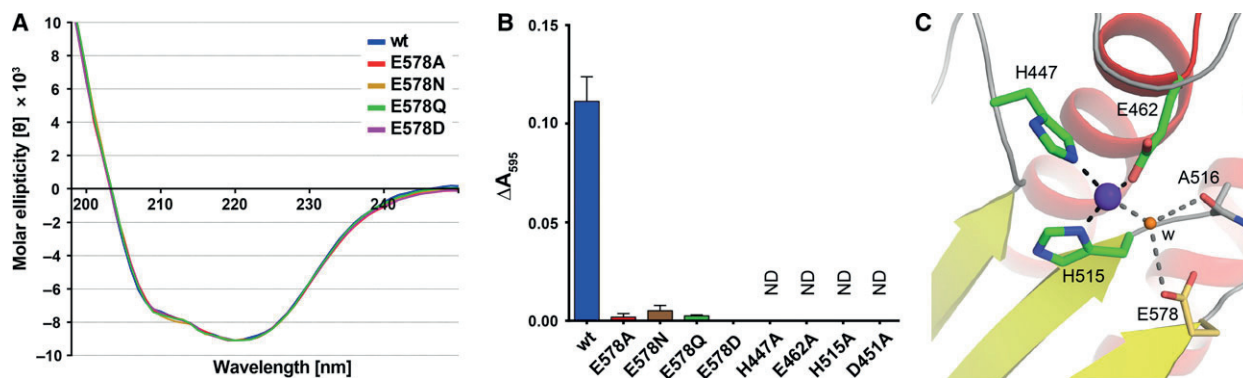 A
Molar ellipticity [θ] × 10³
10
8
6
4
2
0
−2
−4
−6
−8
−10
200 210 220 230 240
Wavelength [nm]
wt
E578A
E578N
E578Q
E578D
B
ΔA₅₉₅
0.15
0.10
0.05
0.00
ND ND ND ND
wt E578A E578N E578Q E578D H447A E462A H515A D451A
C
H447
E462
A516
w
H515
E578